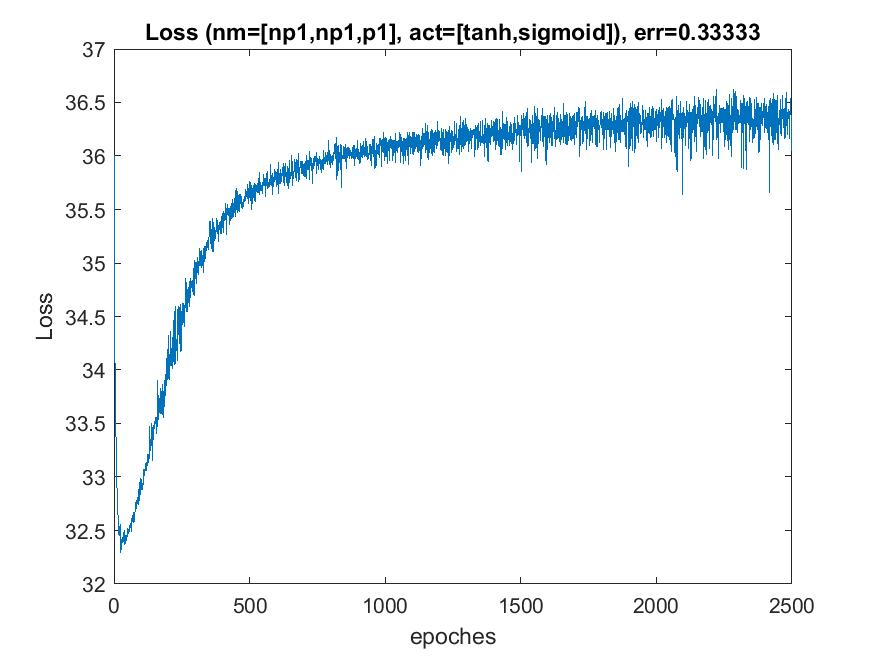 Loss (nm=[np1,np1,p1], act=[tanh,sigmoid]), err=0.33333
37
36.5
36
35.5
35
34.5
34
33.5
33
32.5
32
Loss
0 500 1000 1500 2000 2500
epoches